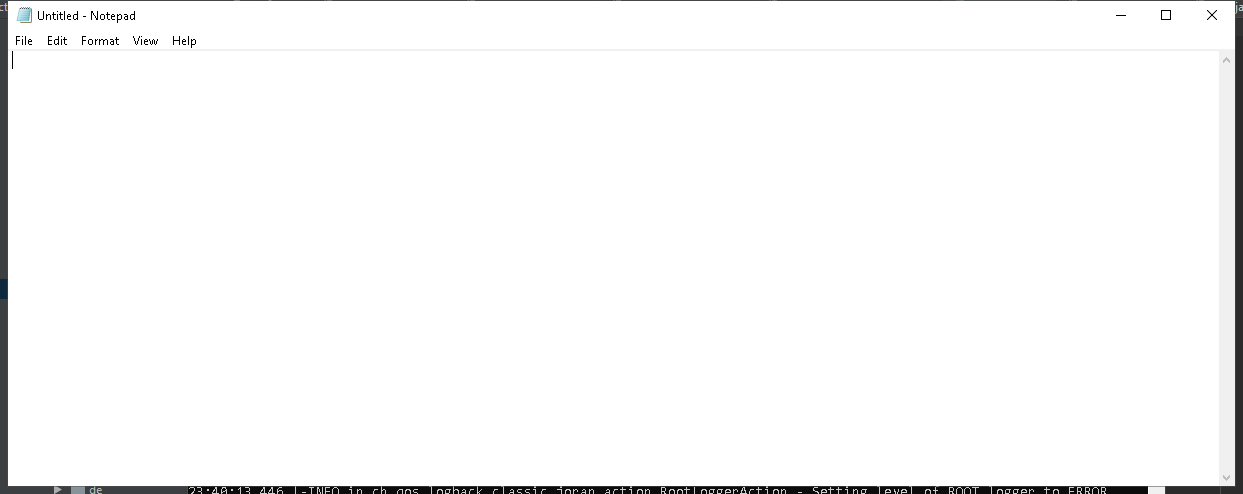 Untitled - Notepad
File Edit Format View Help
de
23:40:13,446 |-INFO in ch.qos.logback.classic.joran.action.RootLoggerAction - Setting level of ROOT logger to ERROR